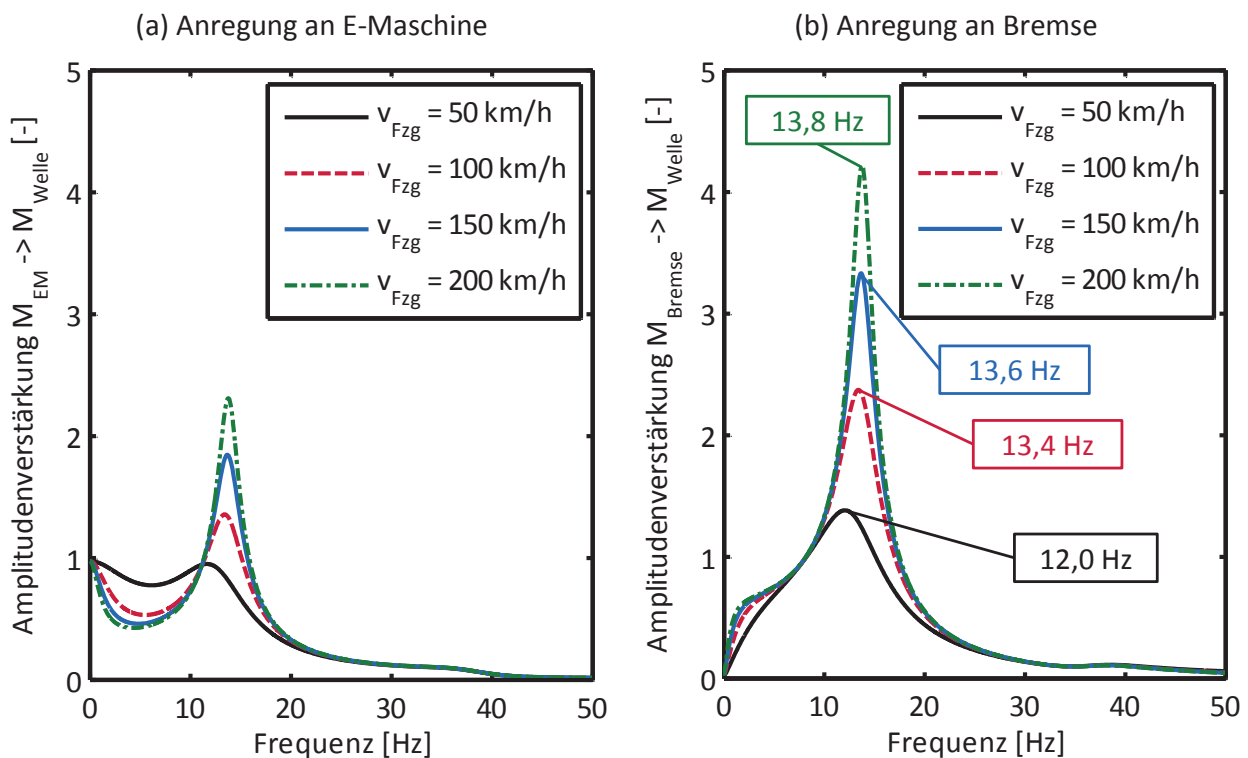 (a) Anregung an E-Maschine
Amplitudenverstärkung M_EM -> M_Welle [-]
5
4
3
2
1
0
v_Fzg = 50 km/h
v_Fzg = 100 km/h
v_Fzg = 150 km/h
v_Fzg = 200 km/h
0 10 20 30 40 50
Frequenz [Hz]
(b) Anregung an Bremse
Amplitudenverstärkung M_Bremse -> M_Welle [-]
5
4
3
2
1
0
v_Fzg = 50 km/h
v_Fzg = 100 km/h
v_Fzg = 150 km/h
v_Fzg = 200 km/h
13,8 Hz
13,6 Hz
13,4 Hz
12,0 Hz
0 10 20 30 40 50
Frequenz [Hz]